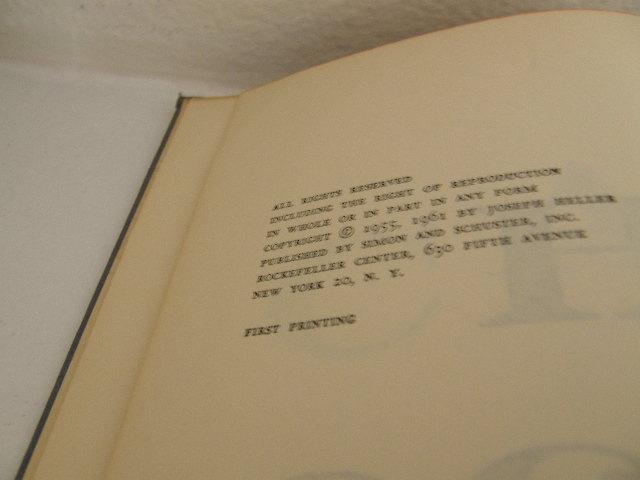 ALL RIGHTS RESERVED
INCLUDING THE RIGHT OF REPRODUCTION
IN WHOLE OR IN PART IN ANY FORM
COPYRIGHT © 1955, 1961 BY JOSEPH HELLER
PUBLISHED BY SIMON AND SCHUSTER, INC.
ROCKEFELLER CENTER, 630 FIFTH AVENUE
NEW YORK 20, N. Y.
FIRST PRINTING